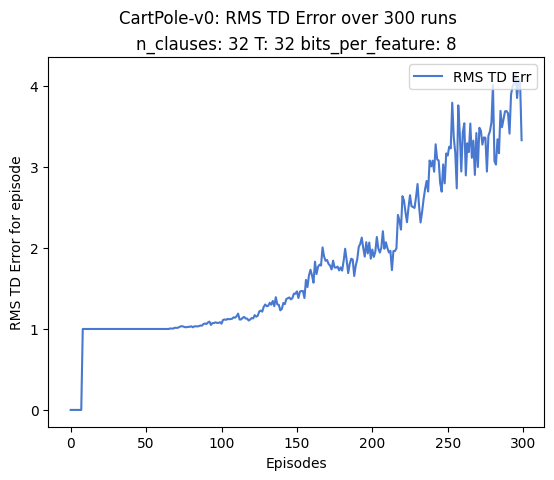 CartPole-v0: RMS TD Error over 300 runs
n_clauses: 32 T: 32 bits_per_feature: 8
RMS TD Err
RMS TD Error for episode
4
3
2
1
0
0 50 100 150 200 250 300
Episodes